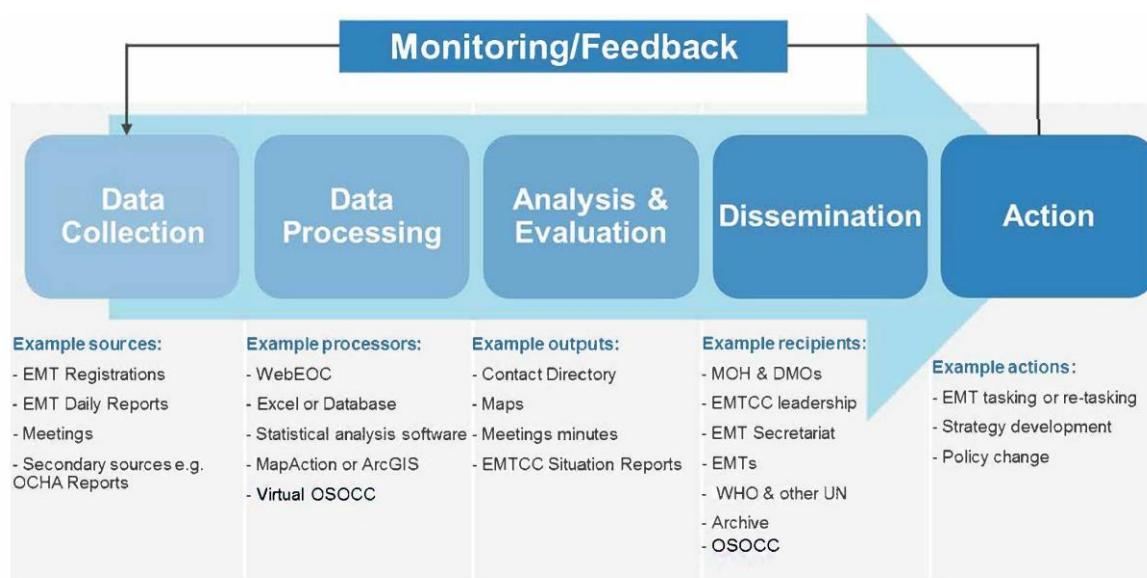 Monitoring/Feedback
Data
Collection
Data
Processing
Analysis &
Evaluation
Dissemination
Action
Example sources:
- EMT Registrations
- EMT Daily Reports
- Meetings
- Secondary sources e.g.
OCHA Reports
Example processors:
- WebEOC
- Excel or Database
- Statistical analysis software
- MapAction or ArcGIS
- Virtual OSOCC
Example outputs:
- Contact Directory
- Maps
- Meetings minutes
- EMTCC Situation Reports
Example recipients:
- MOH & DMOs
- EMTCC leadership
- EMT Secretariat
- EMTs
- WHO & other UN
- Archive
- OSOCC
Example actions:
- EMT tasking or re-tasking
- Strategy development
- Policy change